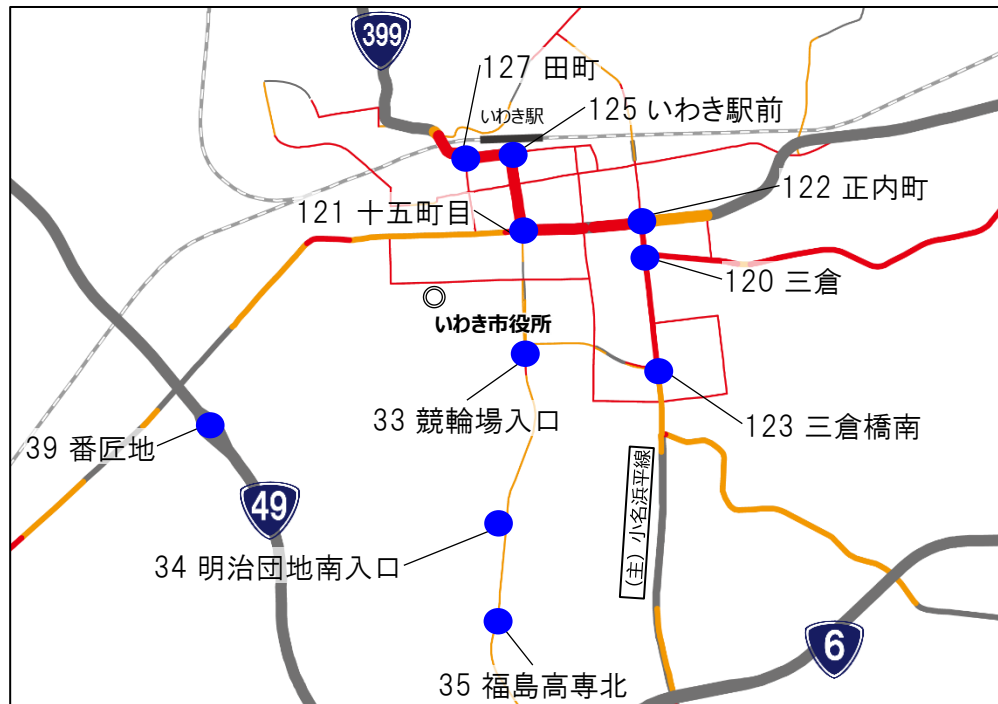 399
127 田町
いわき駅
125 いわき駅前
122 正内町
121 十五町目
120 三倉
いわき市役所
33 競輪場入口
123 三倉橋南
39 番匠地
(主) 小名浜平線
49
34 明治団地南入口
6
35 福島高専北